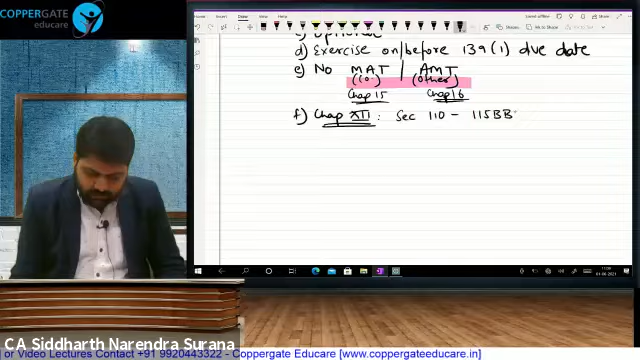 COPPERGATE
Educare
c) Optional
d) Exercise on/before 139(1) due date
e) No MAT / AMT
(Co.) (Other)
Chap 15 Chap 16
f) Chap XII : Sec 110 - 115BB
CA Siddharth Narendra Surana
or Video Lectures Contact +91 9920443322 - Coppergate Educare [www.coppergateeducare.in]